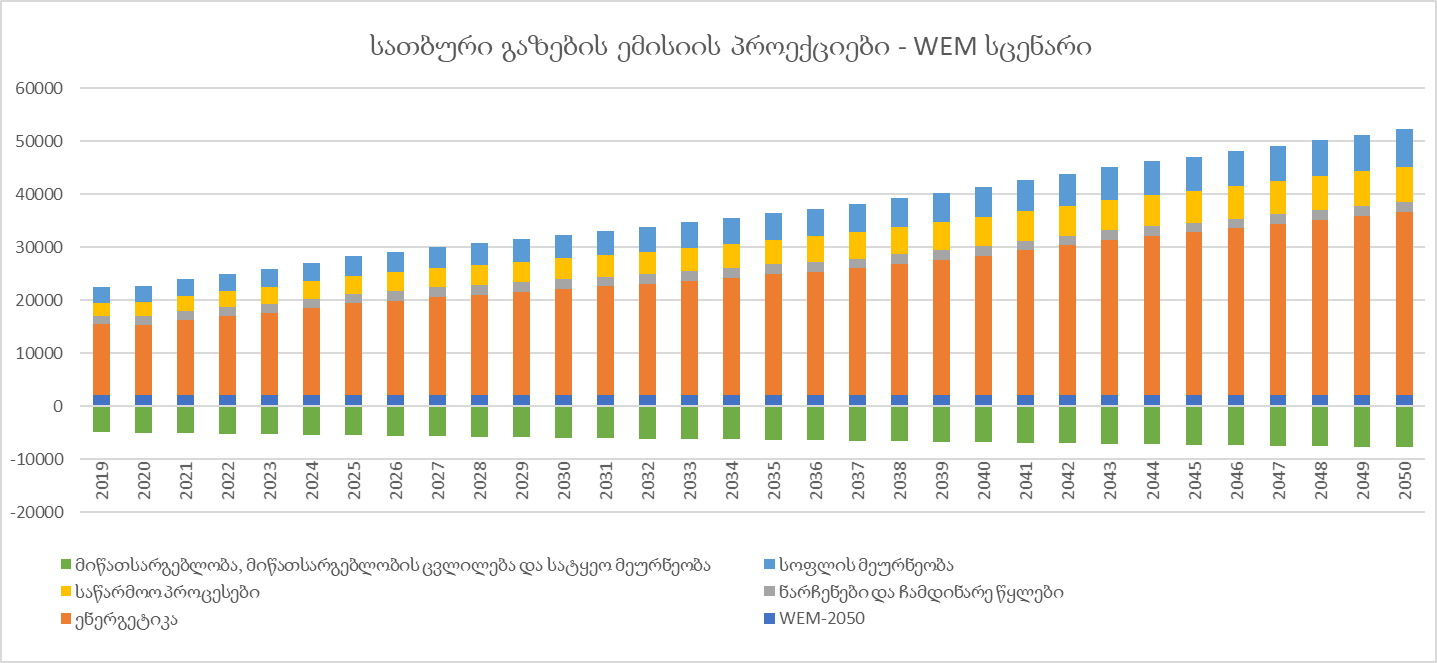 სათბური გაზების ემისიის პროექციები - WEM სცენარი
60000
50000
40000
30000
20000
10000
0
-10000
-20000
2019 2020 2021 2022 2023 2024 2025 2026 2027 2028 2029 2030 2031 2032 2033 2034 2035 2036 2037 2038 2039 2040 2041 2042 2043 2044 2045 2046 2047 2048 2049 2050
მიწათსარგებლობა, მიწათსარგებლობის ცვლილება და სატყეო მეურნეობა
სოფლის მეურნეობა
საწარმოო პროცესები
ნარჩენები და ჩამდინარე წყლები
ენერგეტიკა
WEM-2050